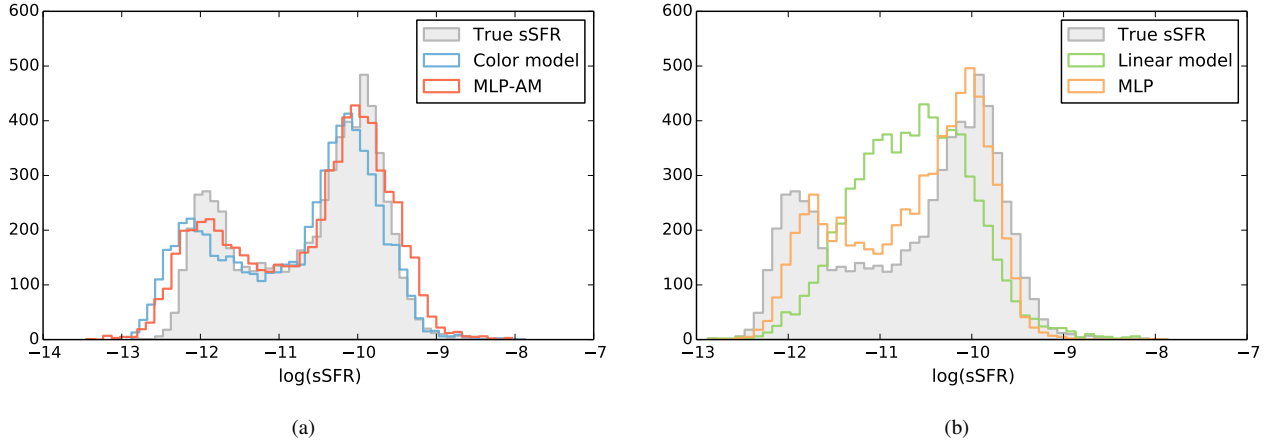 600
500
400
300
200
100
0
−14 −13 −12 −11 −10 −9 −8 −7
log(sSFR)
True sSFR
Color model
MLP-AM
(a)
600
500
400
300
200
100
0
−13 −12 −11 −10 −9 −8 −7
log(sSFR)
True sSFR
Linear model
MLP
(b)